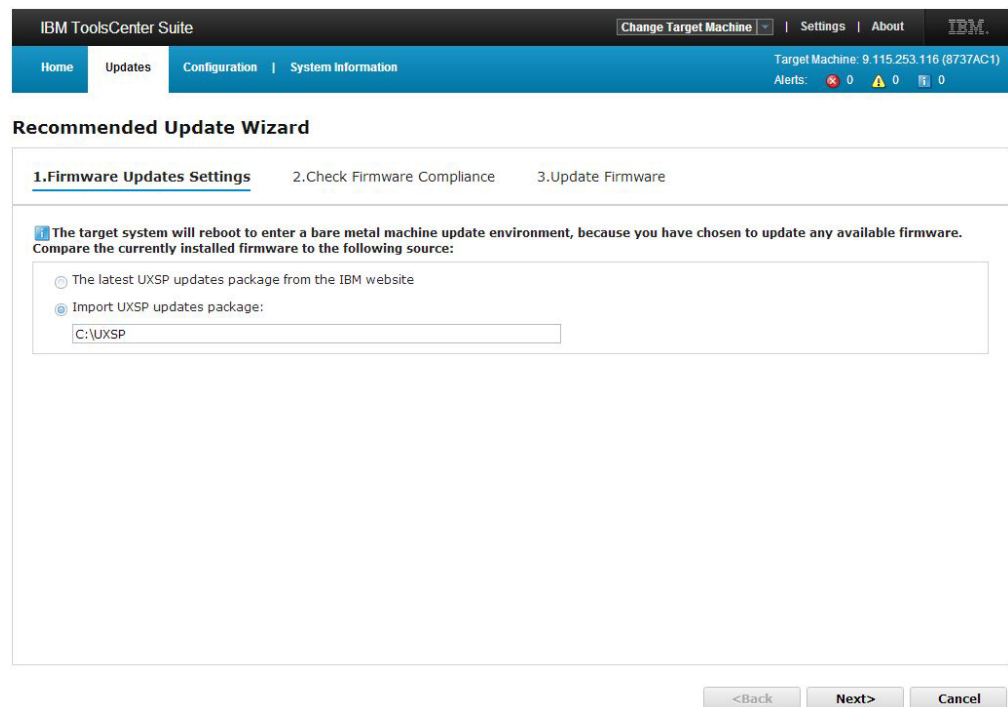 IBM ToolsCenter Suite
Change Target Machine | Settings | About
IBM.
Home Updates Configuration | System Information
Target Machine: 9.115.253.116 (8737AC1)
Alerts: 0 0 0
Recommended Update Wizard
1.Firmware Updates Settings 2.Check Firmware Compliance 3.Update Firmware
The target system will reboot to enter a bare metal machine update environment, because you have chosen to update any available firmware.
Compare the currently installed firmware to the following source:
The latest UXSP updates package from the IBM website
Import UXSP updates package:
C:\UXSP
<Back Next> Cancel